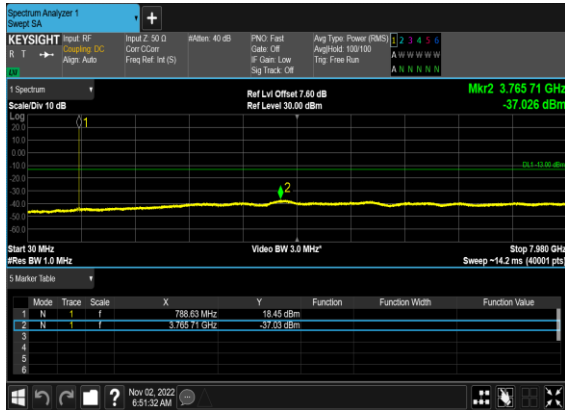 Spectrum Analyzer 1
Swept SA
+
KEYSIGHT Input: RF Input Z: 50 Ω #Atten: 40 dB PNO: Fast Avg Type: Power (RMS) 1 2 3 4 5 6
R T Coupling: DC Corr CCorr Gate: Off Avg|Hold: 100/100 A W W W W W
Align: Auto Freq Ref: Int (S) IF Gain: Low Trig: Free Run
LXI Sig Track: Off A N N N N N
1 Spectrum Ref Lvl Offset 7.60 dB Mkr2 3.765 71 GHz
Scale/Div 10 dB Ref Level 30.00 dBm -37.026 dBm
Log
20.0 1
10.0
0.00
-10.0 DL1 -13.00 dBm
-20.0
-30.0 2
-40.0
-50.0
-60.0
Start 30 MHz Video BW 3.0 MHz* Stop 7.980 GHz
#Res BW 1.0 MHz Sweep ~14.2 ms (40001 pts)
5 Marker Table
Mode Trace Scale X Y Function Function Width Function Value
1 N 1 f 788.63 MHz 18.45 dBm
2 N 1 f 3.765 71 GHz -37.03 dBm
3
4
5
6
? Nov 02, 2022
6:51:32 AM